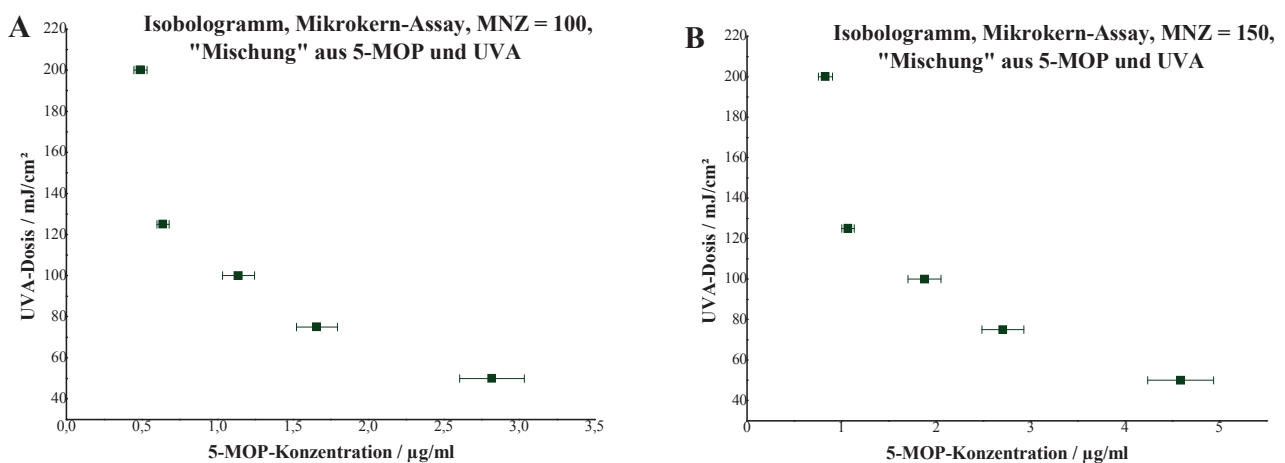 A
Isobologramm, Mikrokern-Assay, MNZ = 100,
"Mischung" aus 5-MOP und UVA
UVA-Dosis / mJ/cm²
220
200
180
160
140
120
100
80
60
40
0,0 0,5 1,0 1,5 2,0 2,5 3,0 3,5
5-MOP-Konzentration / µg/ml
B
Isobologramm, Mikrokern-Assay, MNZ = 150,
"Mischung" aus 5-MOP und UVA
UVA-Dosis / mJ/cm²
220
200
180
160
140
120
100
80
60
40
0 1 2 3 4 5
5-MOP-Konzentration / µg/ml